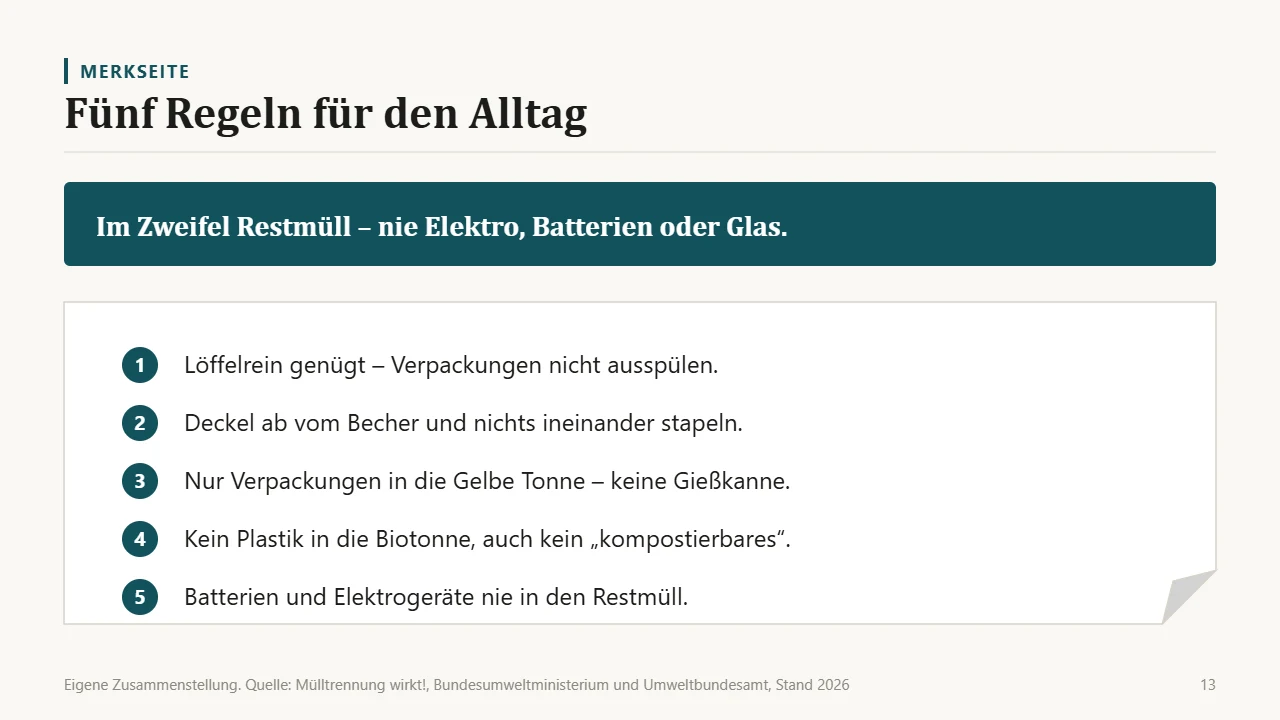 MERKSEITE
Fünf Regeln für den Alltag
Im Zweifel Restmüll – nie Elektro, Batterien oder Glas.
1 Löffelrein genügt – Verpackungen nicht ausspülen.
2 Deckel ab vom Becher und nichts ineinander stapeln.
3 Nur Verpackungen in die Gelbe Tonne – keine Gießkanne.
4 Kein Plastik in die Biotonne, auch kein „kompostierbares“.
5 Batterien und Elektrogeräte nie in den Restmüll.
Eigene Zusammenstellung. Quelle: Mülltrennung wirkt!, Bundesumweltministerium und Umweltbundesamt, Stand 2026
13